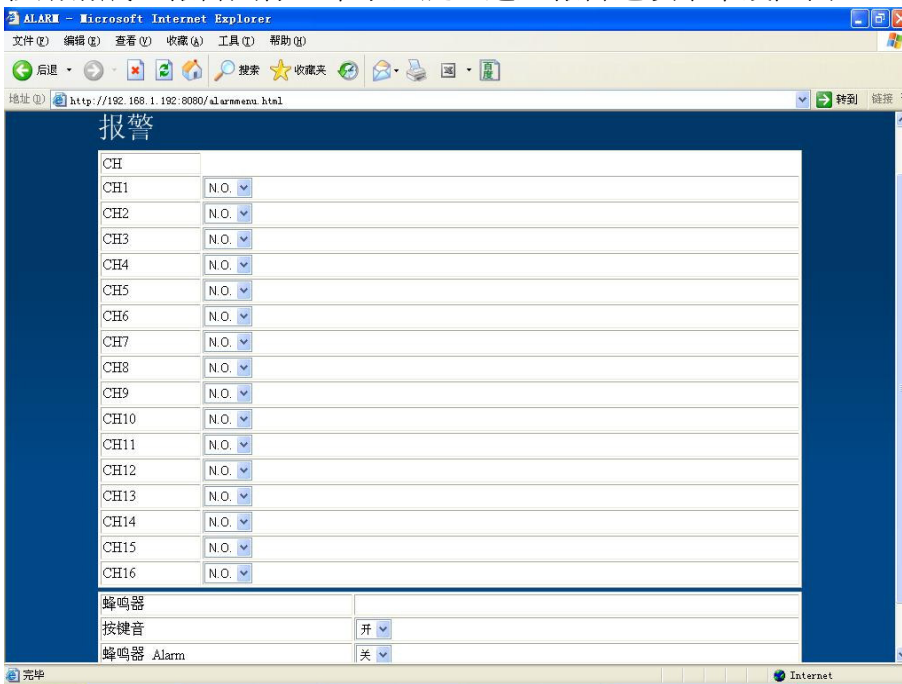 ALARM - Microsoft Internet Explorer
文件(F) 编辑(E) 查看(V) 收藏(A) 工具(T) 帮助(H)
后退 搜索 收藏夹
地址(D) http://192.168.1.192:8080/alarmmenu.html 转到 链接
报警
CH
CH1 N.O.
CH2 N.O.
CH3 N.O.
CH4 N.O.
CH5 N.O.
CH6 N.O.
CH7 N.O.
CH8 N.O.
CH9 N.O.
CH10 N.O.
CH11 N.O.
CH12 N.O.
CH13 N.O.
CH14 N.O.
CH15 N.O.
CH16 N.O.
蜂鸣器
按键音 开
蜂鸣器 Alarm 关
完毕 Internet